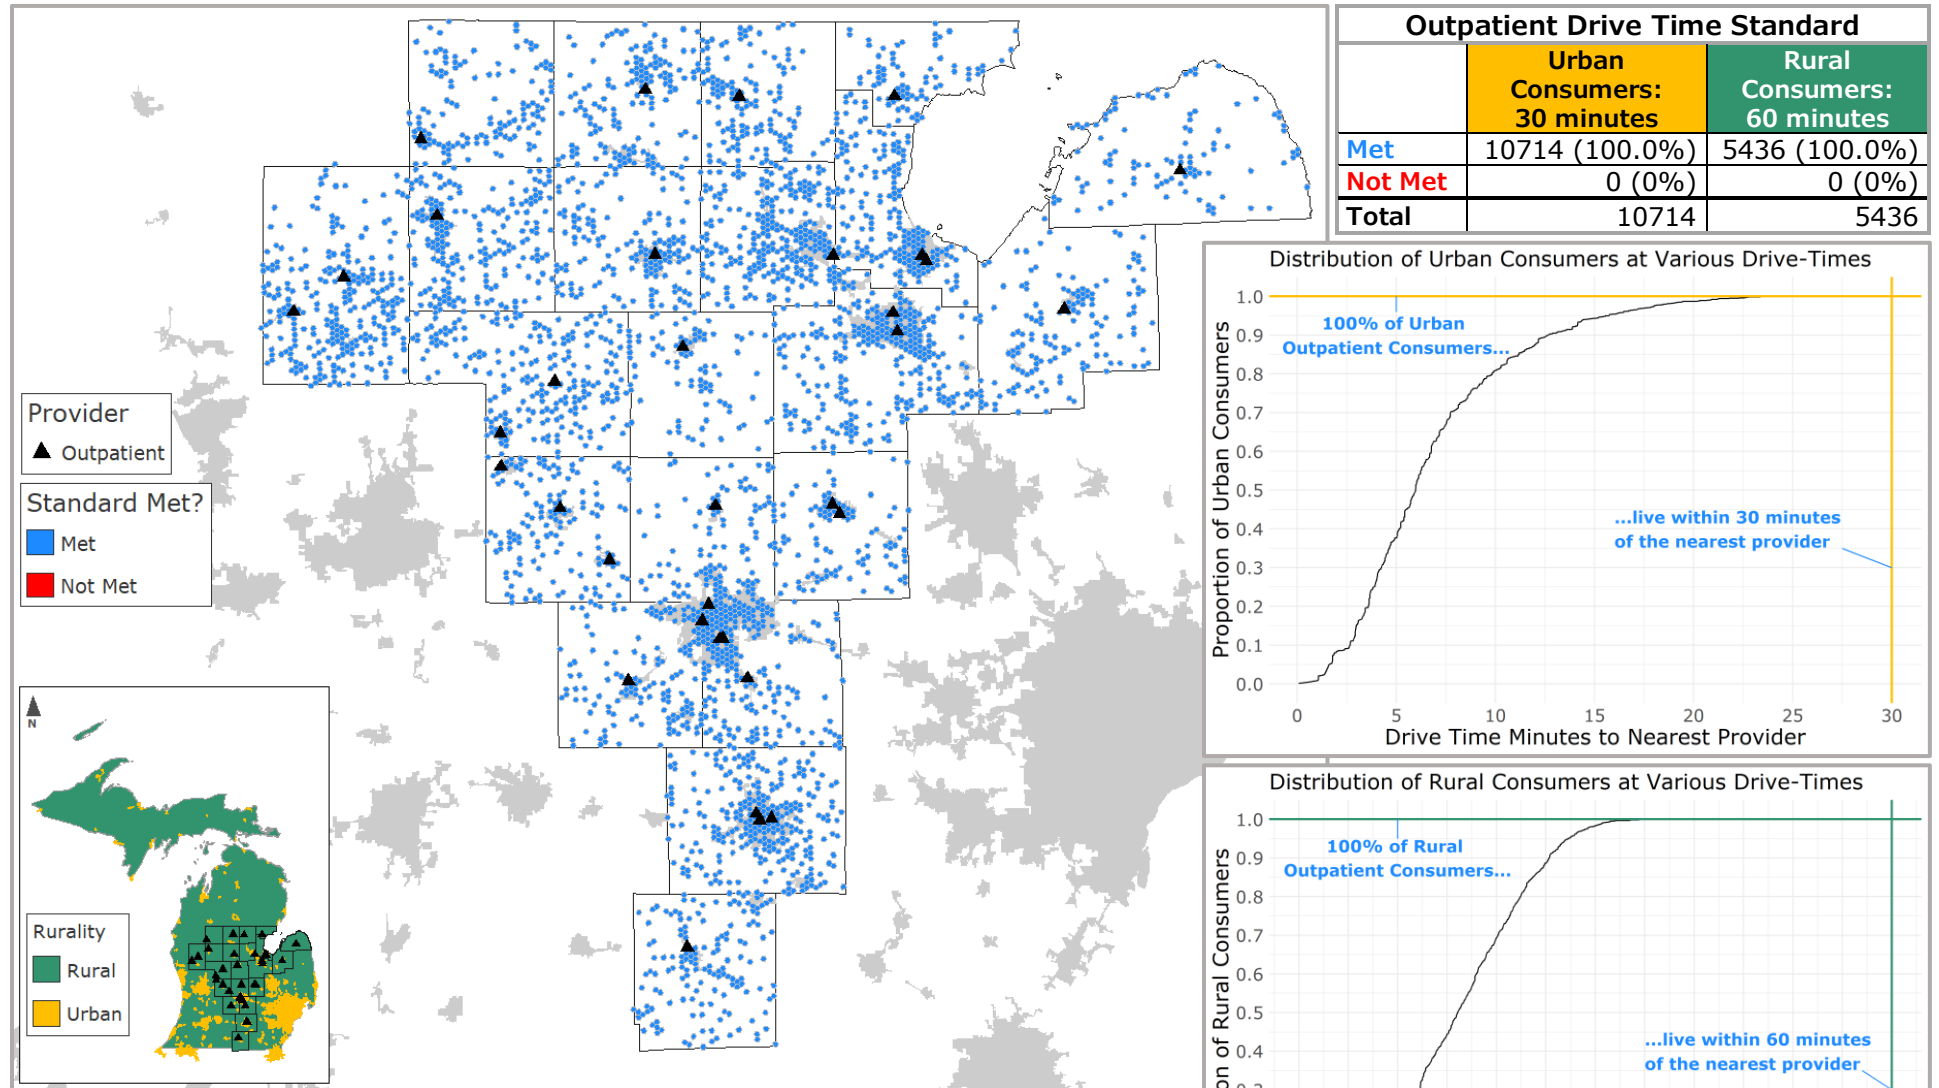 Outpatient Drive Time Standard
Urban Consumers: 30 minutes
Rural Consumers: 60 minutes
Met 10714 (100.0%) 5436 (100.0%)
Not Met 0 (0%) 0 (0%)
Total 10714 5436
Provider
Outpatient
Standard Met?
Met
Not Met
N
Rurality
Rural
Urban
Distribution of Urban Consumers at Various Drive-Times
Proportion of Urban Consumers
1.0
0.9
0.8
0.7
0.6
0.5
0.4
0.3
0.2
0.1
0.0
100% of Urban
Outpatient Consumers...
...live within 30 minutes
of the nearest provider
0 5 10 15 20 25 30
Drive Time Minutes to Nearest Provider
Distribution of Rural Consumers at Various Drive-Times
on of Rural Consumers
1.0
0.9
0.8
0.7
0.6
0.5
0.4
100% of Rural
Outpatient Consumers...
...live within 60 minutes
of the nearest provider